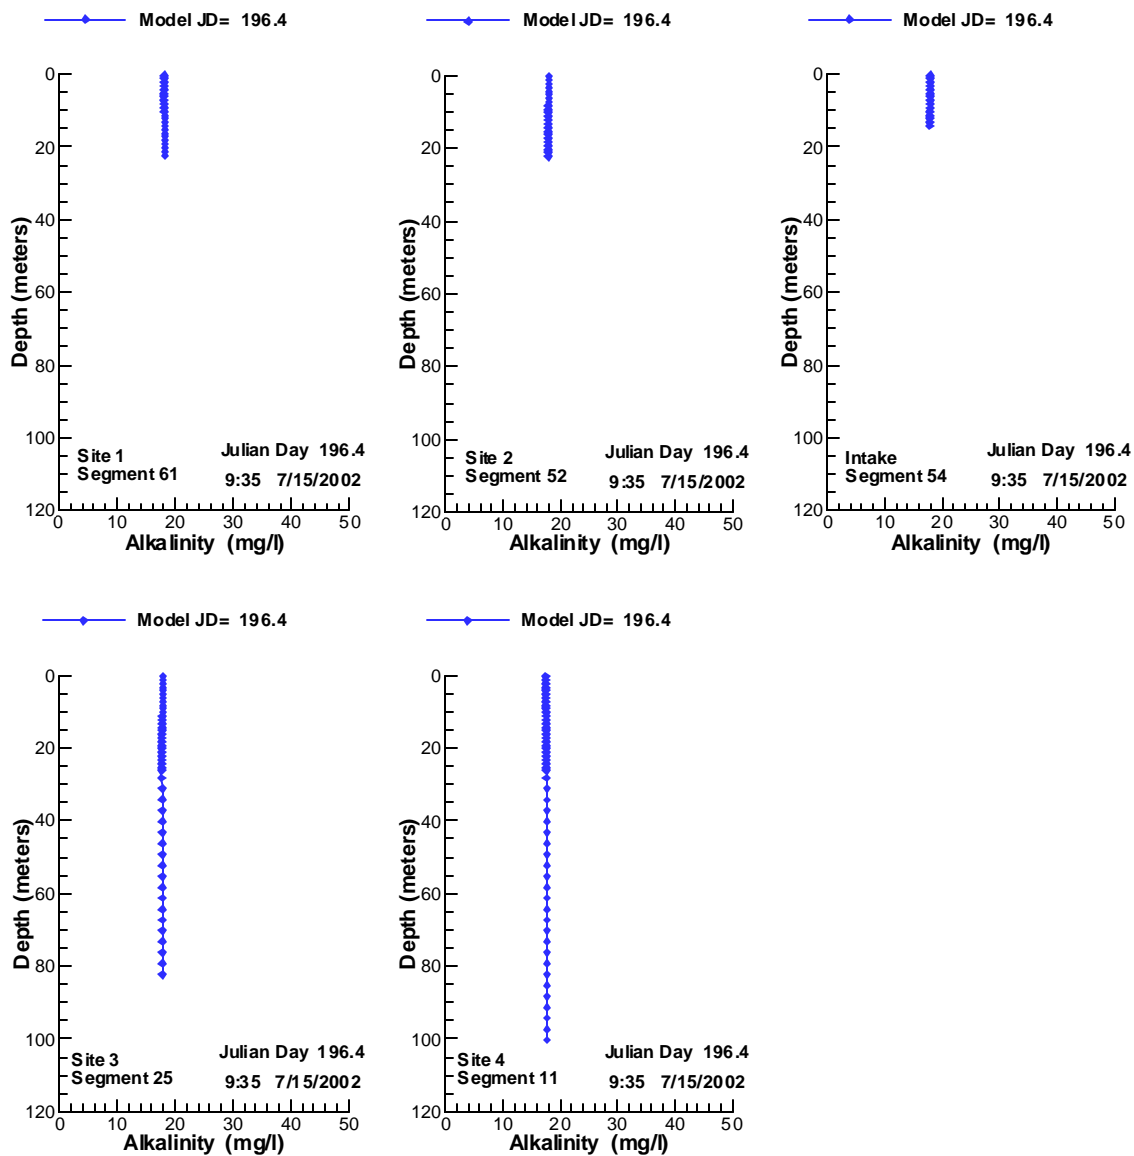 Model JD= 196.4
0
20
40
60
80
100
120
Depth (meters)
Site 1
Segment 61
Julian Day 196.4
9:35 7/15/2002
0 10 20 30 40 50
Alkalinity (mg/l)
Model JD= 196.4
0
20
40
60
80
100
120
Depth (meters)
Site 2
Segment 52
Julian Day 196.4
9:35 7/15/2002
0 10 20 30 40 50
Alkalinity (mg/l)
Model JD= 196.4
0
20
40
60
80
100
120
Depth (meters)
Intake
Segment 54
Julian Day 196.4
9:35 7/15/2002
0 10 20 30 40 50
Alkalinity (mg/l)
Model JD= 196.4
0
20
40
60
80
100
120
Depth (meters)
Site 3
Segment 25
Julian Day 196.4
9:35 7/15/2002
0 10 20 30 40 50
Alkalinity (mg/l)
Model JD= 196.4
0
20
40
60
80
100
120
Depth (meters)
Site 4
Segment 11
Julian Day 196.4
9:35 7/15/2002
0 10 20 30 40 50
Alkalinity (mg/l)